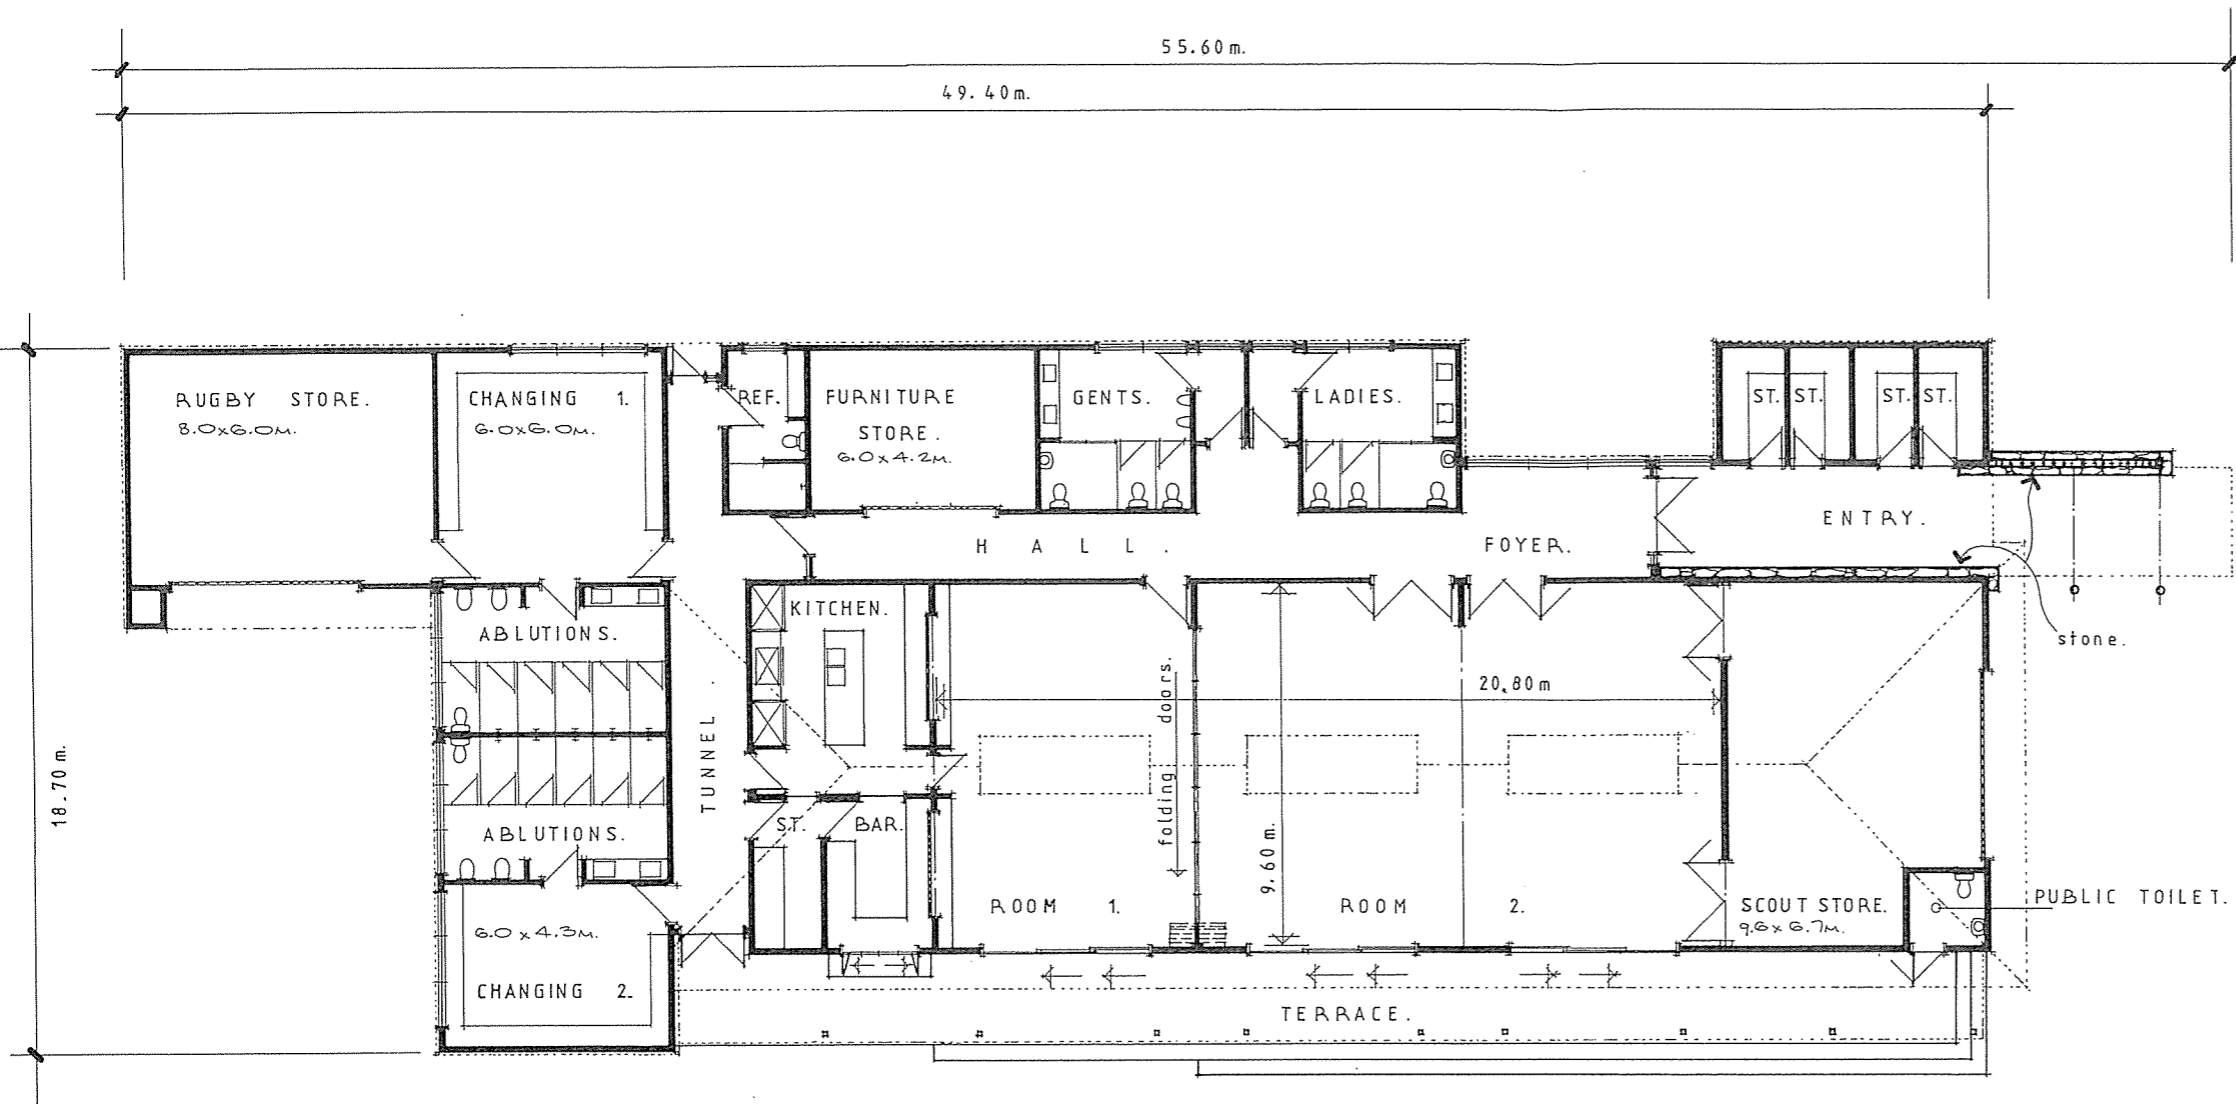 55.60m.
49.40m.
18.70m.
RUGBY STORE.
8.0x6.0M.
CHANGING 1.
6.0x6.0M.
REF.
FURNITURE
STORE.
6.0x4.2M.
GENTS.
LADIES.
ST. ST. ST. ST.
ENTRY.
HALL.
FOYER.
stone.
ABLUTIONS.
KITCHEN.
TUNNEL.
folding doors.
20.80m
9.60m.
ABLUTIONS.
ST.
BAR.
ROOM 1.
ROOM 2.
SCOUT STORE.
9.6x6.7M.
PUBLIC TOILET.
6.0x4.3M.
CHANGING 2.
TERRACE.